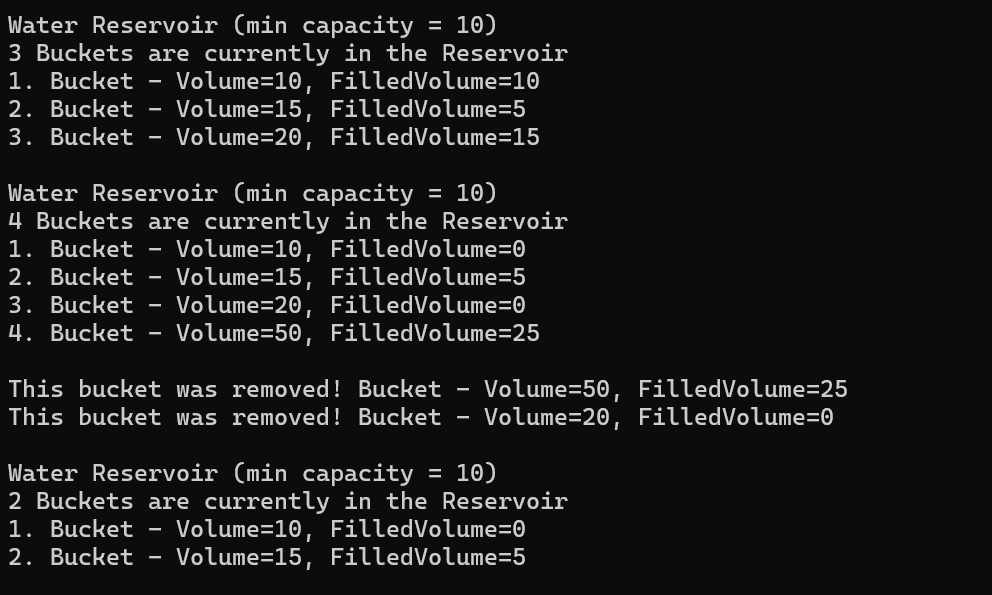 Water Reservoir (min capacity = 10)
3 Buckets are currently in the Reservoir
1. Bucket - Volume=10, FilledVolume=10
2. Bucket - Volume=15, FilledVolume=5
3. Bucket - Volume=20, FilledVolume=15

Water Reservoir (min capacity = 10)
4 Buckets are currently in the Reservoir
1. Bucket - Volume=10, FilledVolume=0
2. Bucket - Volume=15, FilledVolume=5
3. Bucket - Volume=20, FilledVolume=0
4. Bucket - Volume=50, FilledVolume=25

This bucket was removed! Bucket - Volume=50, FilledVolume=25
This bucket was removed! Bucket - Volume=20, FilledVolume=0

Water Reservoir (min capacity = 10)
2 Buckets are currently in the Reservoir
1. Bucket - Volume=10, FilledVolume=0
2. Bucket - Volume=15, FilledVolume=5